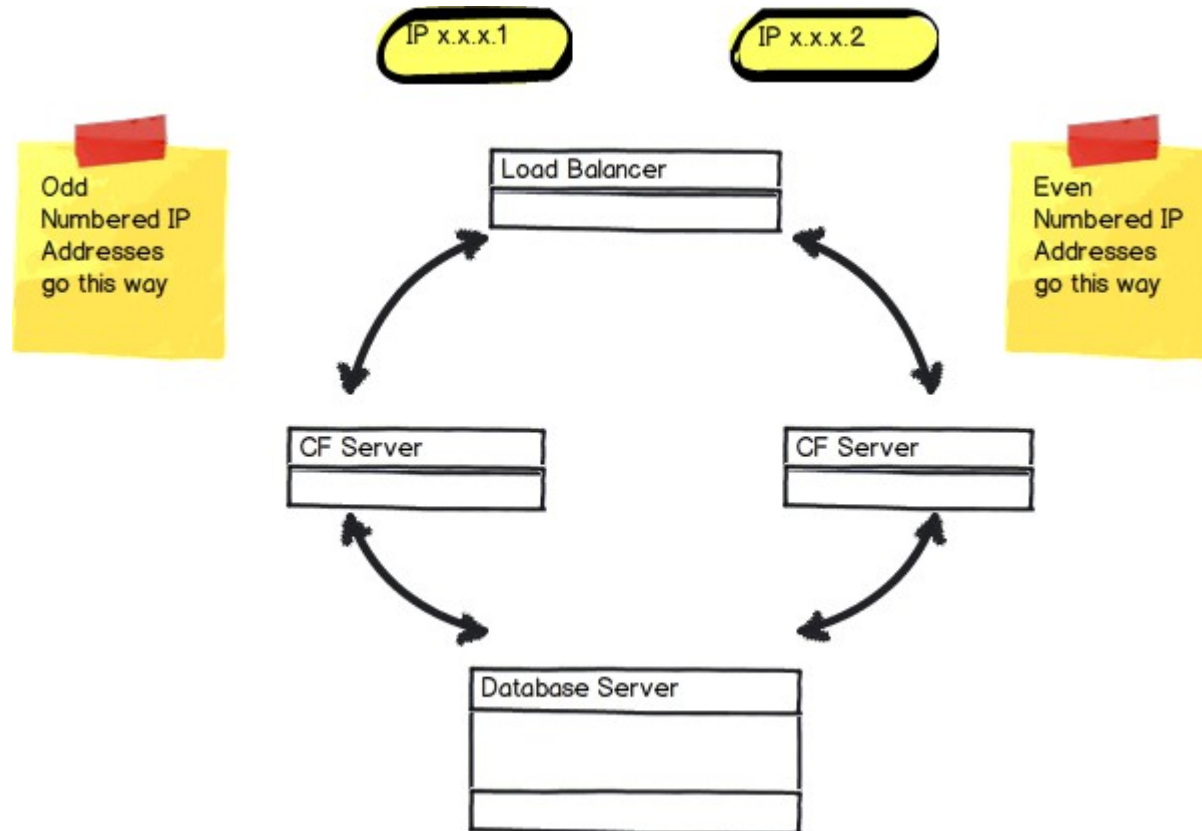 IP x.x.x.1
IP x.x.x.2
Odd
Numbered IP
Addresses
go this way
Load Balancer
Even
Numbered IP
Addresses
go this way
CF Server
CF Server
Database Server